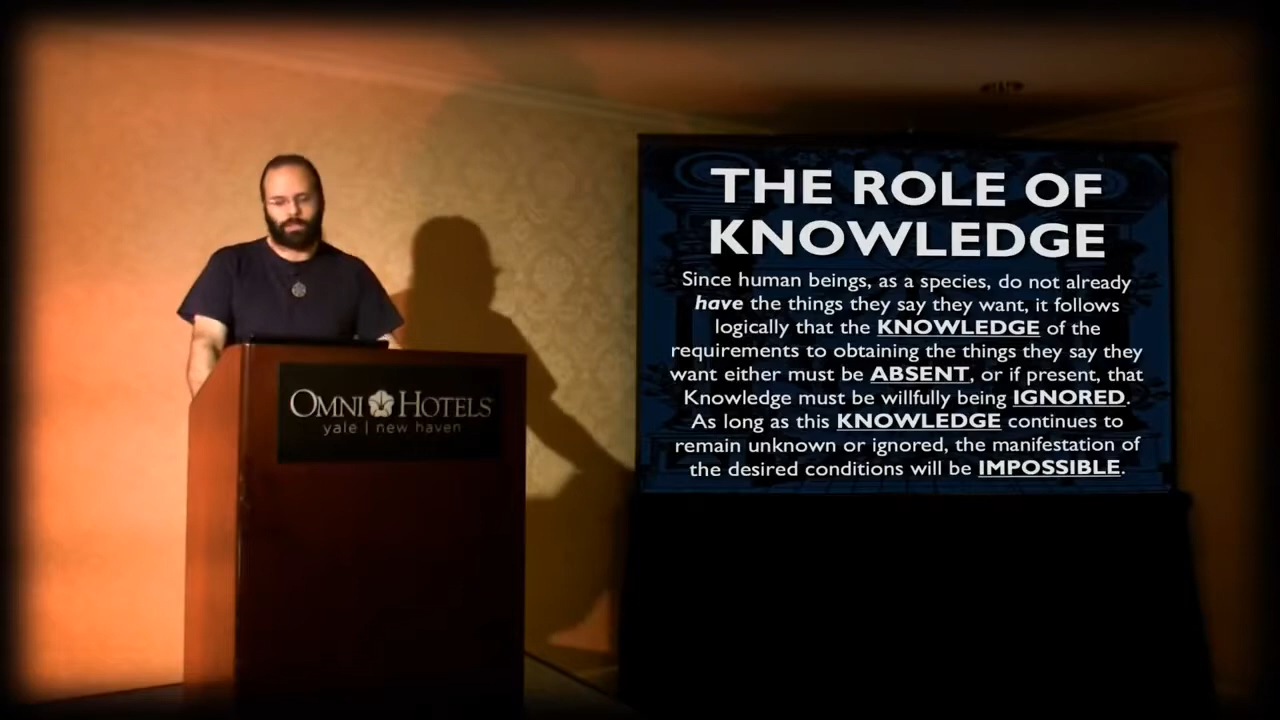 OMNI HOTELS
yale | new haven
THE ROLE OF
KNOWLEDGE
Since human beings, as a species, do not already
have the things they say they want, it follows
logically that the KNOWLEDGE of the
requirements to obtaining the things they say they
want either must be ABSENT, or if present, that
Knowledge must be willfully being IGNORED.
As long as this KNOWLEDGE continues to
remain unknown or ignored, the manifestation of
the desired conditions will be IMPOSSIBLE.